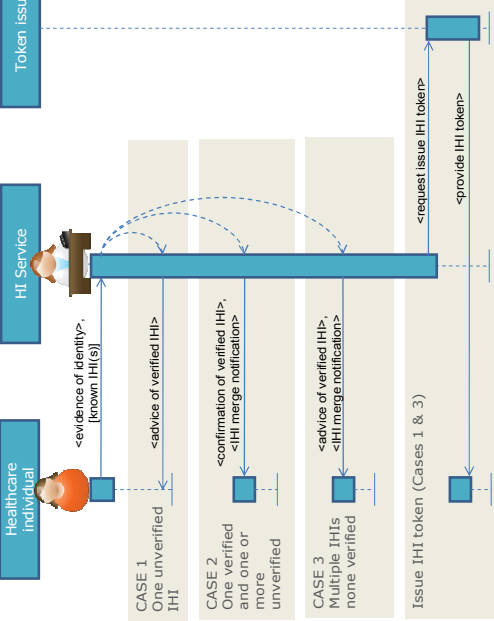 Healthcare
individual
HI Service
Token issu
<evidence of identity>,
[known IHI(s)]
CASE 1
One unverified
IHI
<advice of verified IHI>
CASE 2
One verified
and one or
more
unverified
<confirmation of verified IHI>,
<IHI merge notification>
CASE 3
Multiple IHIs
none verified
<advice of verified IHI>,
<IHI merge notification>
Issue IHI token (Cases 1 & 3)
<request issue IHI token>
<provide IHI token>